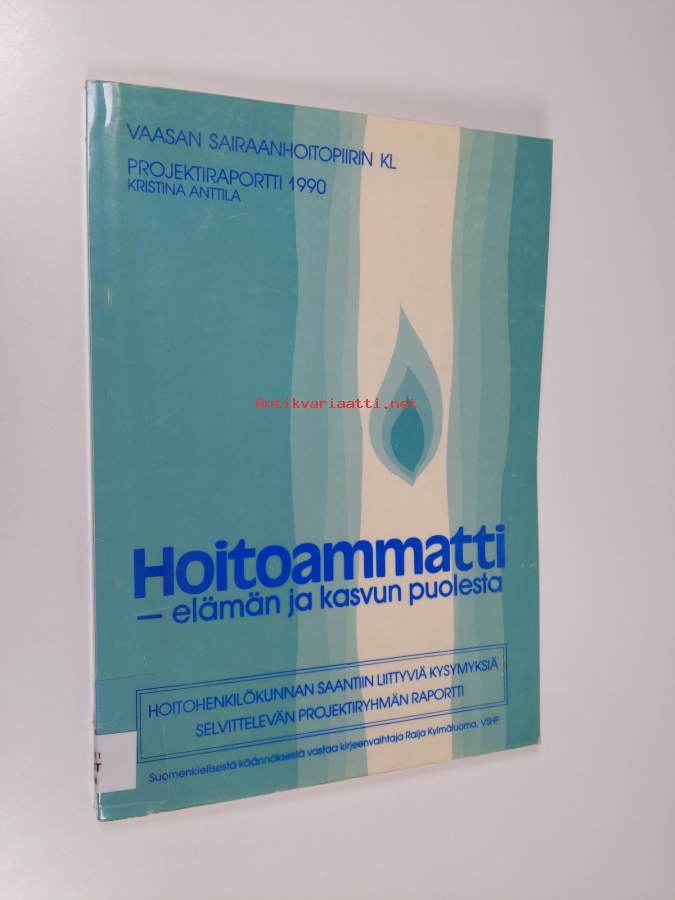 VAASAN SAIRAANHOITOPIIRIN KL
PROJEKTIRAPORTTI 1990
KRISTINA ANTTILA
Antikvariaatti.net
Hoitoammatti
– elämän ja kasvun puolesta
HOITOHENKILÖKUNNAN SAANTIIN LIITTYVIÄ KYSYMYKSIÄ
SELVITTELEVÄN PROJEKTIRYHMÄN RAPORTTI
Suomenkielisestä käännöksestä vastaa kirjeenvaihtaja Raija Kylmäluoma, VSHP